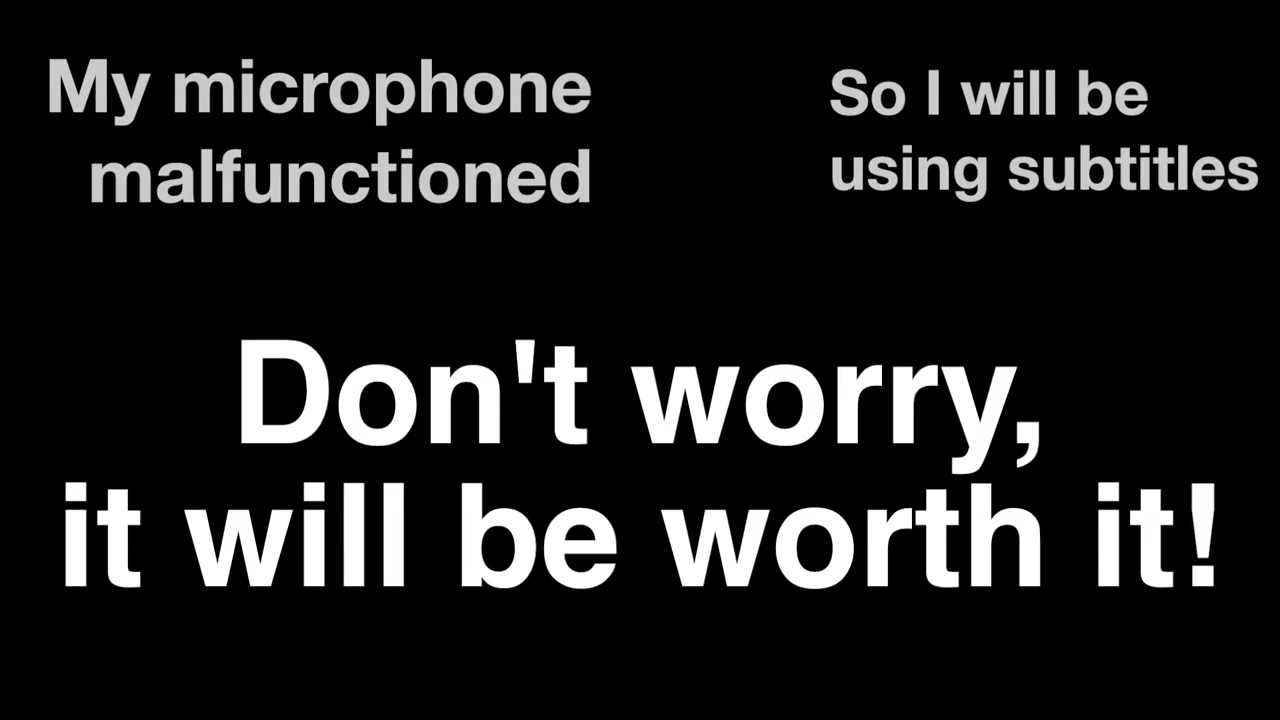 My microphone
malfunctioned
So I will be
using subtitles
Don't worry,
it will be worth it!